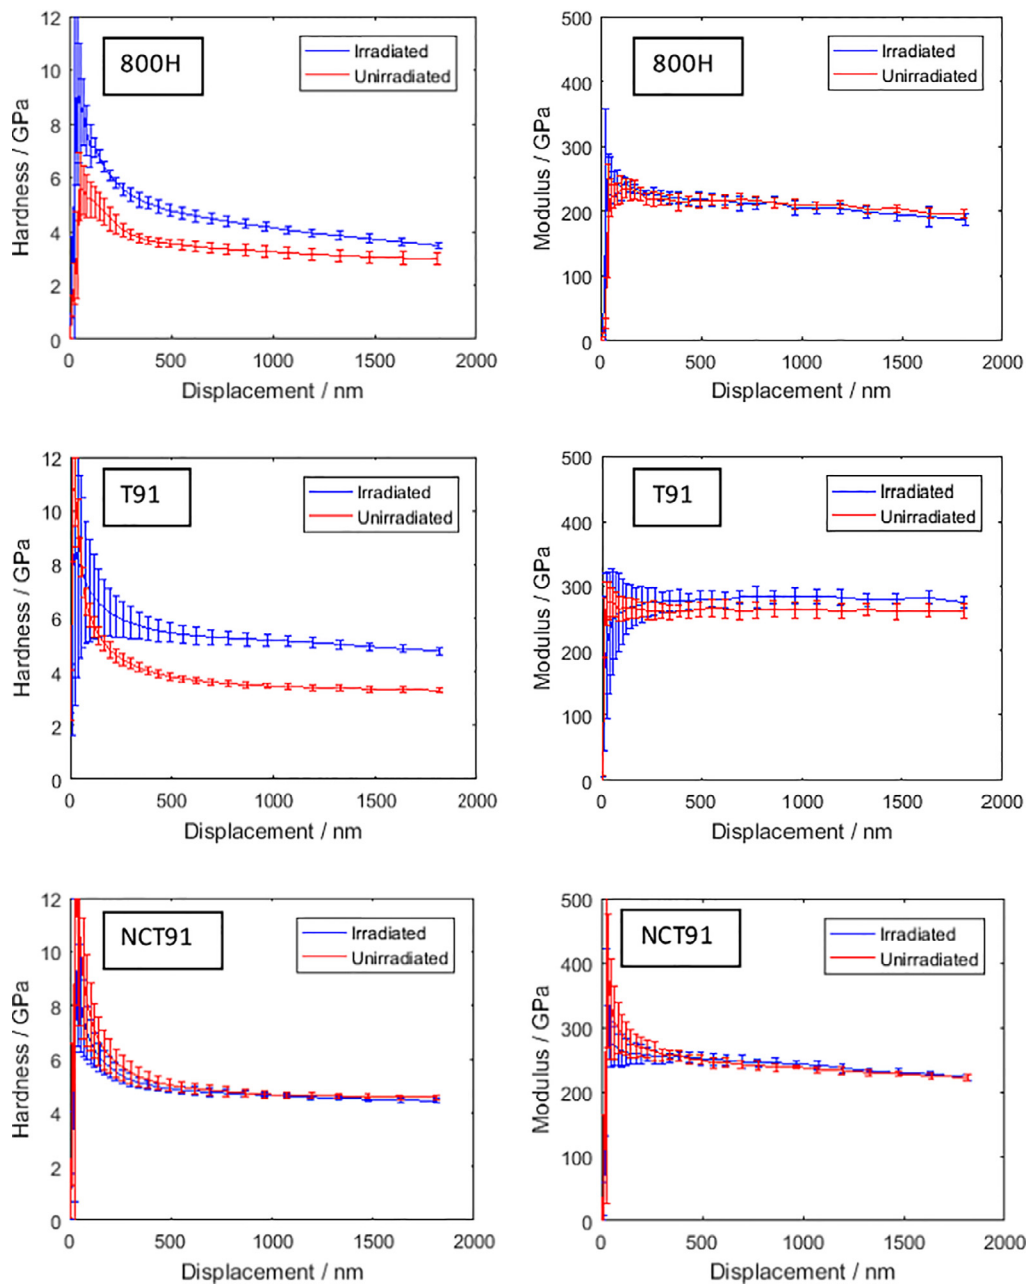 800H
Irradiated
Unirradiated
Hardness / GPa
12
10
8
6
4
2
0
0 500 1000 1500 2000
Displacement / nm
800H
Irradiated
Unirradiated
Modulus / GPa
500
400
300
200
100
0
0 500 1000 1500 2000
Displacement / nm
T91
Irradiated
Unirradiated
Hardness / GPa
12
10
8
6
4
2
0
0 500 1000 1500 2000
Displacement / nm
T91
Irradiated
Unirradiated
Modulus / GPa
500
400
300
200
100
0
0 500 1000 1500 2000
Displacement / nm
NCT91
Irradiated
Unirradiated
Hardness / GPa
12
10
8
6
4
2
0
0 500 1000 1500 2000
Displacement / nm
NCT91
Irradiated
Unirradiated
Modulus / GPa
500
400
300
200
100
0
0 500 1000 1500 2000
Displacement / nm